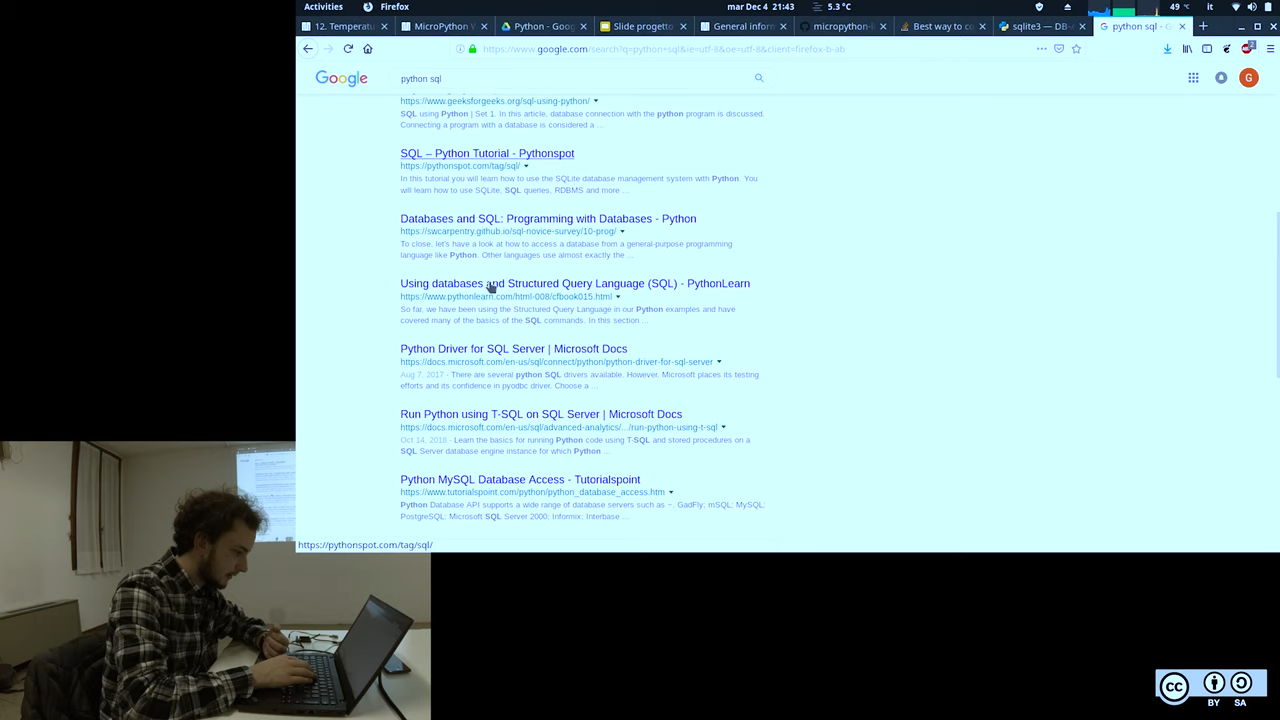 Activities
Firefox
mar Dec 4 21:43
5.3 °C
49 °C
it
12. Temperatu
MicroPython
Python - Goog
Slide progetto
General inform
micropython-l
Best way to co
sqlite3 — DB-
python sql
https://www.google.com/search?q=python+sql&ie=utf-8&oe=utf-8&client=firefox-b-ab
Google
python sql
G
https://www.geeksforgeeks.org/sql-using-python/
SQL using Python | Set 1. In this article, database connection with the python program is discussed.
Connecting a program with a database is considered a ...
SQL – Python Tutorial - Pythonspot
https://pythonspot.com/tag/sql/
In this tutorial you will learn how to use the SQLite database management system with Python. You
will learn how to use SQLite, SQL queries, RDBMS and more ...
Databases and SQL: Programming with Databases - Python
https://swcarpentry.github.io/sql-novice-survey/10-prog/
To close, let's have a look at how to access a database from a general-purpose programming
language like Python. Other languages use almost exactly the ...
Using databases and Structured Query Language (SQL) - PythonLearn
https://www.pythonlearn.com/html-008/cfbook015.html
So far, we have been using the Structured Query Language in our Python examples and have
covered many of the basics of the SQL commands. In this section ...
Python Driver for SQL Server | Microsoft Docs
https://docs.microsoft.com/en-us/sql/connect/python/python-driver-for-sql-server
Aug 7, 2017 - There are several python SQL drivers available. However, Microsoft places its testing
efforts and its confidence in pyodbc driver. Choose a ...
Run Python using T-SQL on SQL Server | Microsoft Docs
https://docs.microsoft.com/en-us/sql/advanced-analytics/.../run-python-using-t-sql
Oct 14, 2018 - Learn the basics for running Python code using T-SQL and stored procedures on a
SQL Server database engine instance for which Python ...
Python MySQL Database Access - Tutorialspoint
https://www.tutorialspoint.com/python/python_database_access.htm
Python Database API supports a wide range of database servers such as −. GadFly; mSQL; MySQL;
PostgreSQL; Microsoft SQL Server 2000; Informix; Interbase ...
https://pythonspot.com/tag/sql/
CC
BY SA